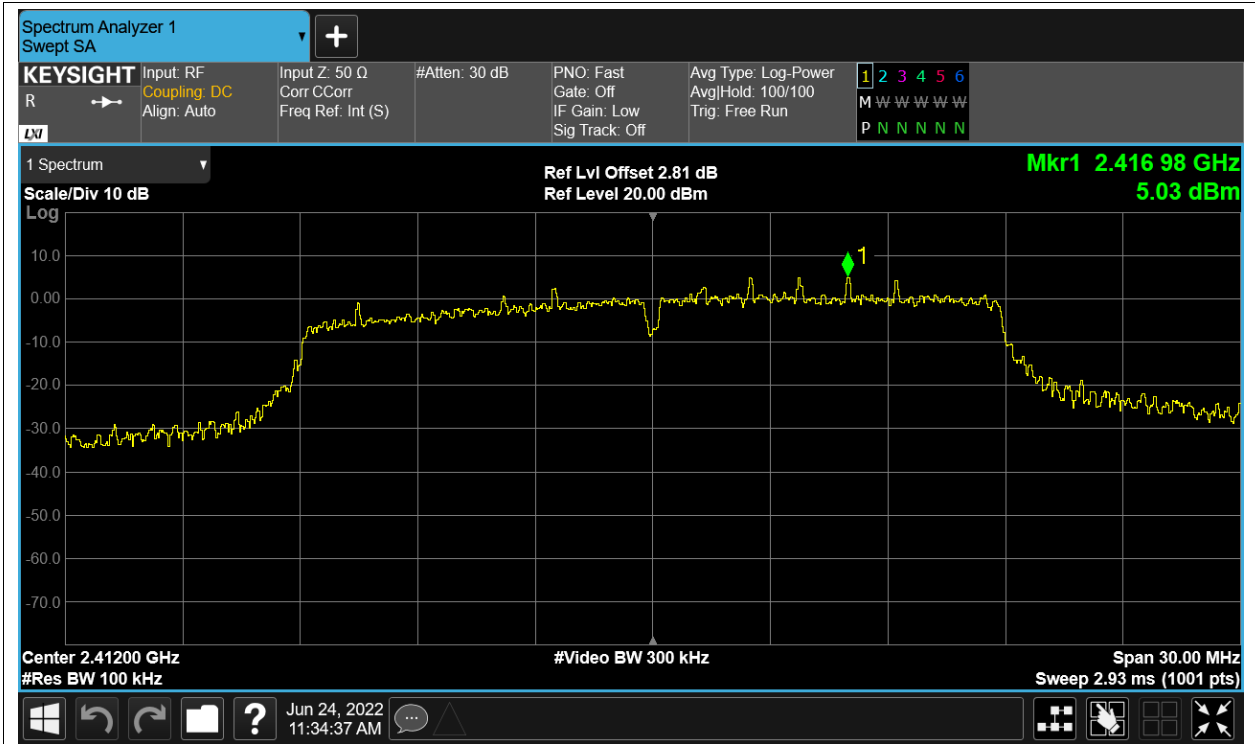 Spectrum Analyzer 1
Swept SA
KEYSIGHT
R
LXI
Input: RF
Coupling: DC
Align: Auto
Input Z: 50 Ω
Corr CCorr
Freq Ref: Int (S)
#Atten: 30 dB
PNO: Fast
Gate: Off
IF Gain: Low
Sig Track: Off
Avg Type: Log-Power
Avg|Hold: 100/100
Trig: Free Run
1 2 3 4 5 6
M W W W W W
P N N N N N
1 Spectrum
Scale/Div 10 dB
Log
Ref Lvl Offset 2.81 dB
Ref Level 20.00 dBm
Mkr1 2.416 98 GHz
5.03 dBm
1
10.0
0.00
-10.0
-20.0
-30.0
-40.0
-50.0
-60.0
-70.0
Center 2.41200 GHz
#Res BW 100 kHz
#Video BW 300 kHz
Span 30.00 MHz
Sweep 2.93 ms (1001 pts)
?
Jun 24, 2022
11:34:37 AM